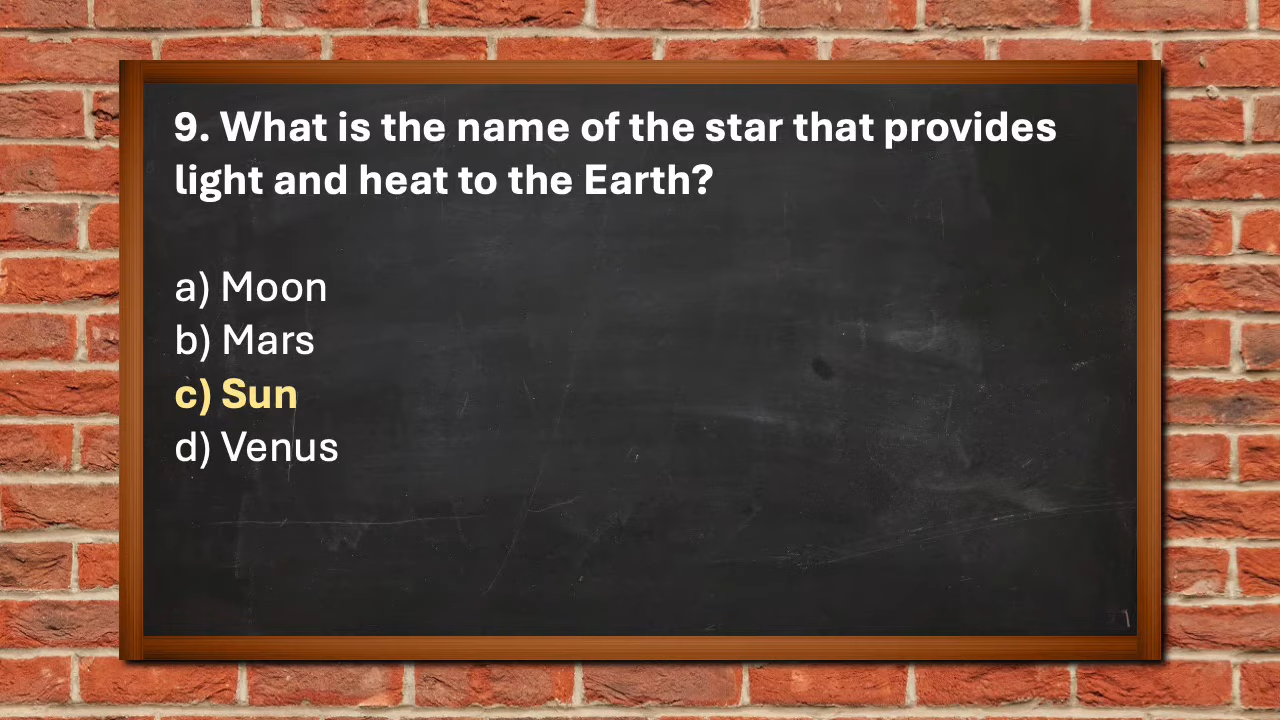 9. What is the name of the star that provides
light and heat to the Earth?
a) Moon
b) Mars
c) Sun
d) Venus